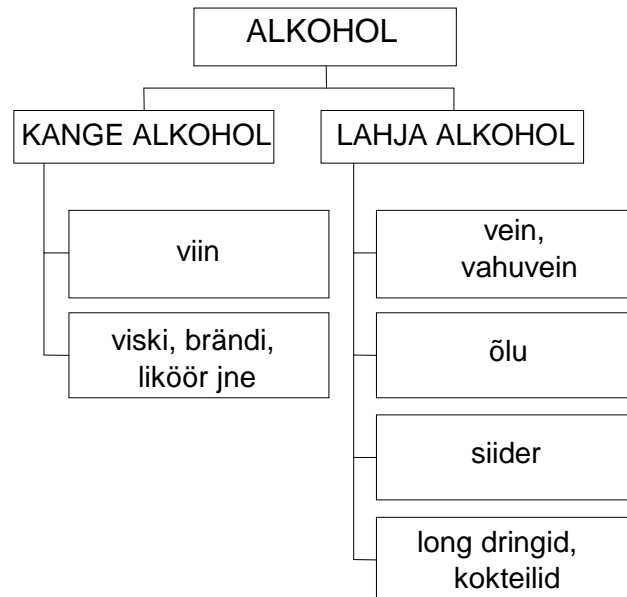 ALKOHOL
KANGE ALKOHOL
LAHJA ALKOHOL
viin
viski, brändi,
liköör jne
vein,
vahuvein
õlu
siider
long dringid,
kokteilid